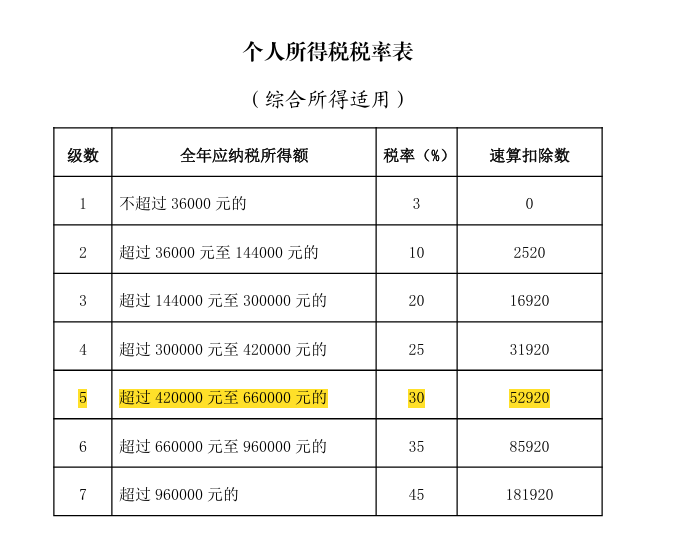 个人所得税税率表
（综合所得适用）
级数 全年应纳税所得额 税率（%） 速算扣除数
1 不超过 36000 元的 3 0
2 超过 36000 元至 144000 元的 10 2520
3 超过 144000 元至 300000 元的 20 16920
4 超过 300000 元至 420000 元的 25 31920
5 超过 420000 元至 660000 元的 30 52920
6 超过 660000 元至 960000 元的 35 85920
7 超过 960000 元的 45 181920